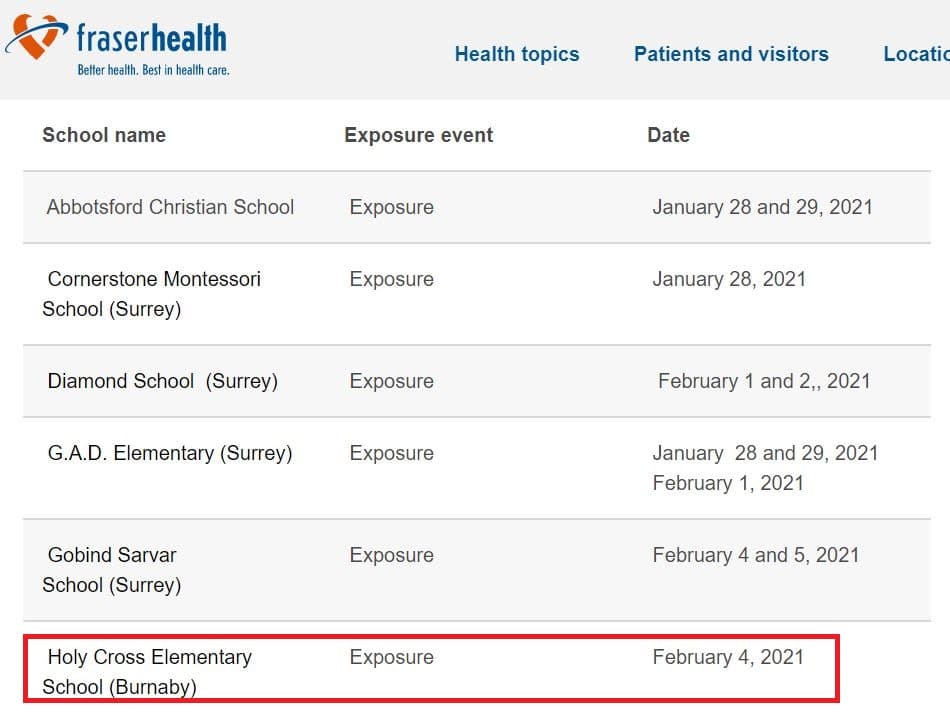 fraserhealth
Better health. Best in health care.
Health topics Patients and visitors
School name Exposure event Date
Abbotsford Christian School Exposure January 28 and 29, 2021
Cornerstone Montessori Exposure January 28, 2021
School (Surrey)
Diamond School (Surrey) Exposure February 1 and 2,, 2021
G.A.D. Elementary (Surrey) Exposure January 28 and 29, 2021
February 1, 2021
Gobind Sarvar Exposure February 4 and 5, 2021
School (Surrey)
Holy Cross Elementary Exposure February 4, 2021
School (Burnaby)